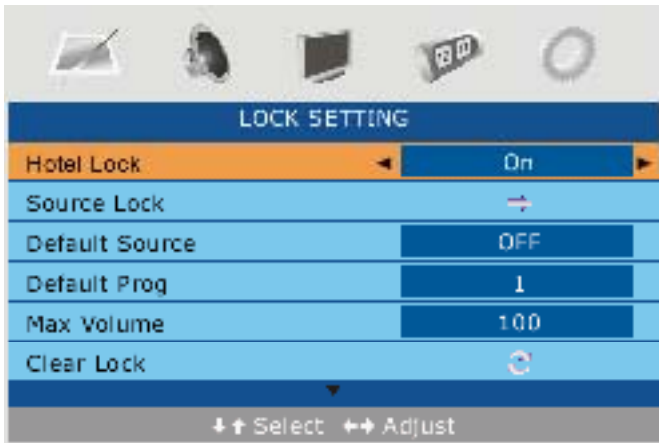 LOCK SETTING
Hotel Lock On
Source Lock
Default Source OFF
Default Prog 1
Max Volume 100
Clear Lock
Select Adjust